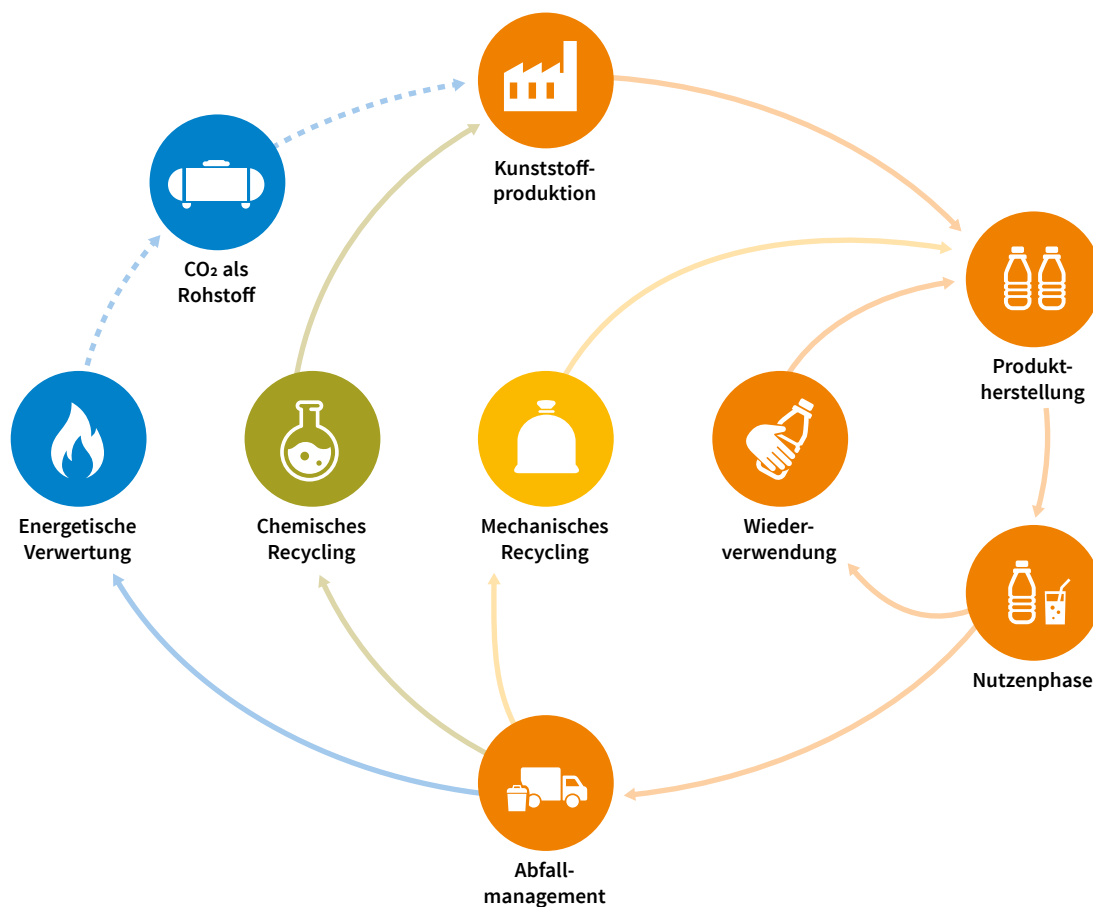 Kunststoff-
produktion
CO₂ als
Rohstoff
Produkt-
herstellung
Energetische
Verwertung
Chemisches
Recycling
Mechanisches
Recycling
Wieder-
verwendung
Nutzenphase
Abfall-
management